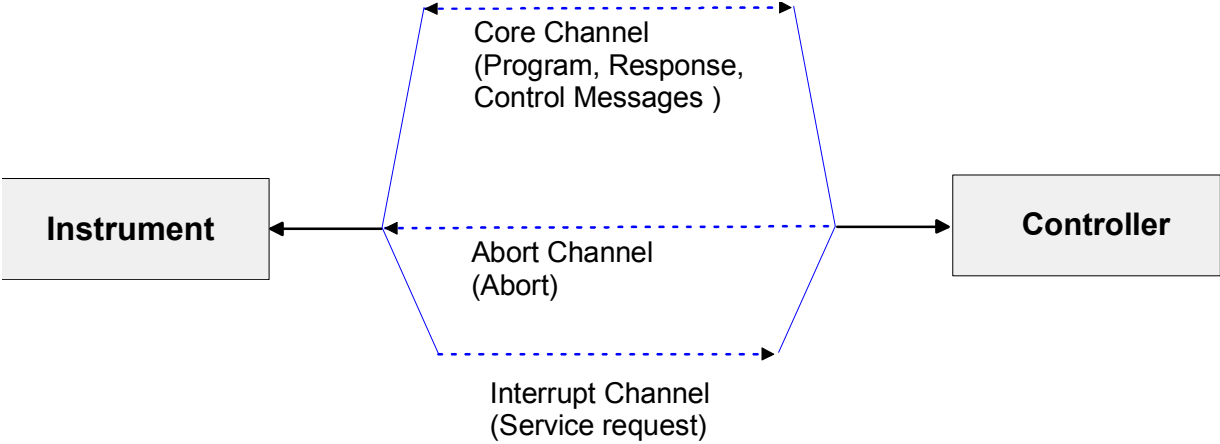 Core Channel
(Program, Response,
Control Messages )
Instrument
Controller
Abort Channel
(Abort)
Interrupt Channel
(Service request)